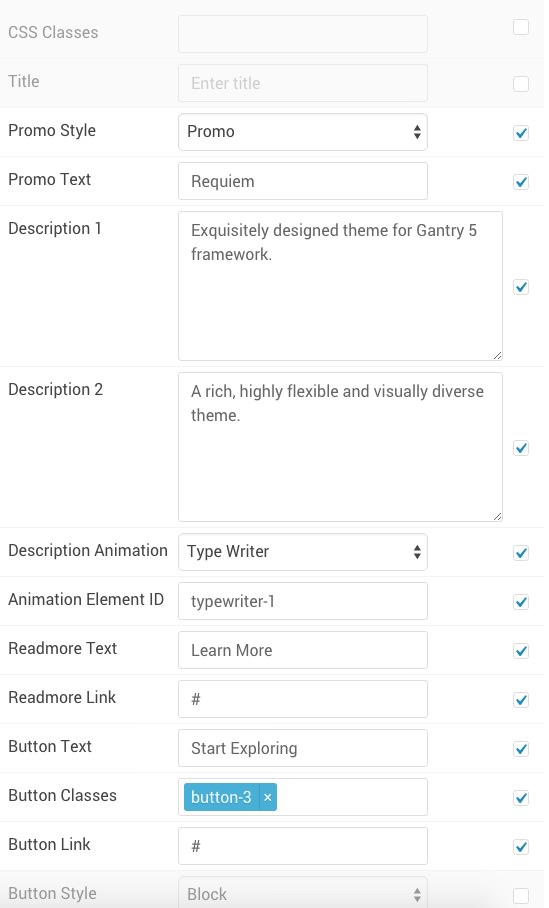 CSS Classes
Title Enter title
Promo Style Promo
Promo Text Requiem
Description 1 Exquisitely designed theme for Gantry 5
framework.
Description 2 A rich, highly flexible and visually diverse
theme.
Description Animation Type Writer
Animation Element ID typewriter-1
Readmore Text Learn More
Readmore Link #
Button Text Start Exploring
Button Classes button-3 ×
Button Link #
Button Style Block